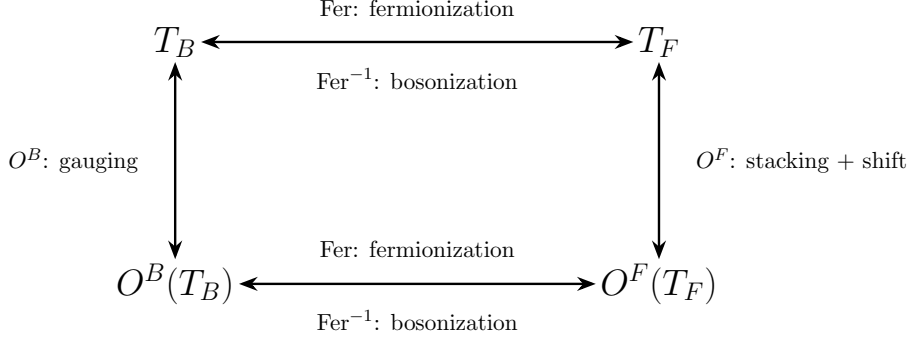 Fer: fermionization
T_B
T_F
Fer⁻¹: bosonization
O^B: gauging
O^F: stacking + shift
Fer: fermionization
O^B(T_B)
O^F(T_F)
Fer⁻¹: bosonization